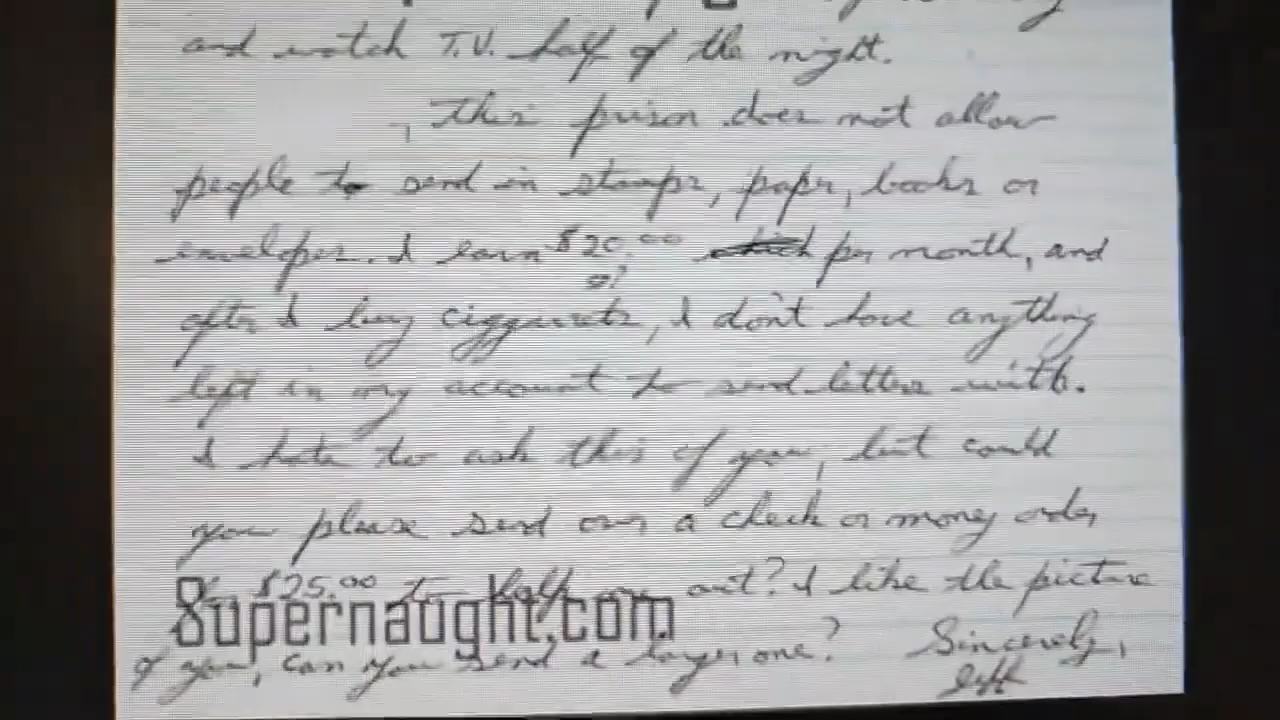 and watch T.V. half of the night.
, this prison does not allow
people to send in stamps, paper, books or
envelopes. I earn $20.00 per month, and
after I buy ciggaretts, I don't have anything
left in my account to send letters with.
I hate to ask this of you, but could
you please send me a check or money order
$25.00 to help me out? I like the picture
Supernaught.com
of you, can you send a larger one? Sincerely,
Jeff